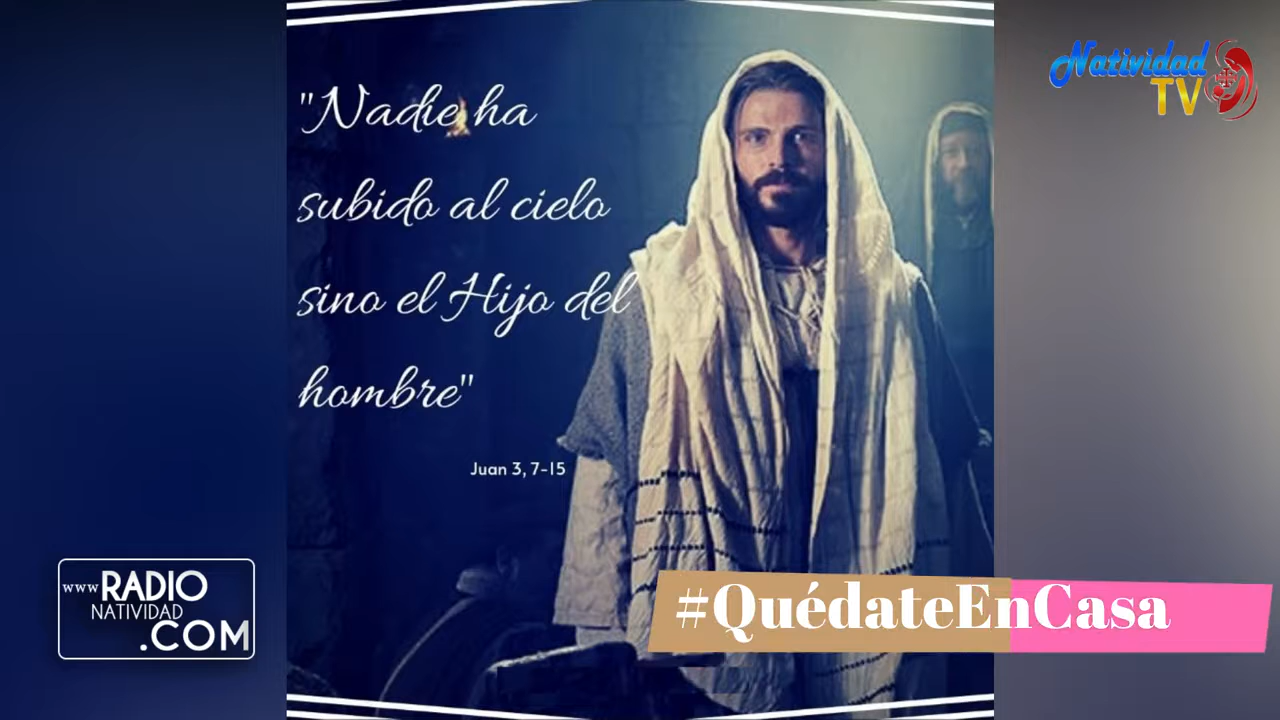 "Nadie ha
subido al cielo
sino el Hijo del
hombre"
Juan 3, 7-15
Natividad
TV
www RADIO
NATIVIDAD
.COM
#QuédateEnCasa